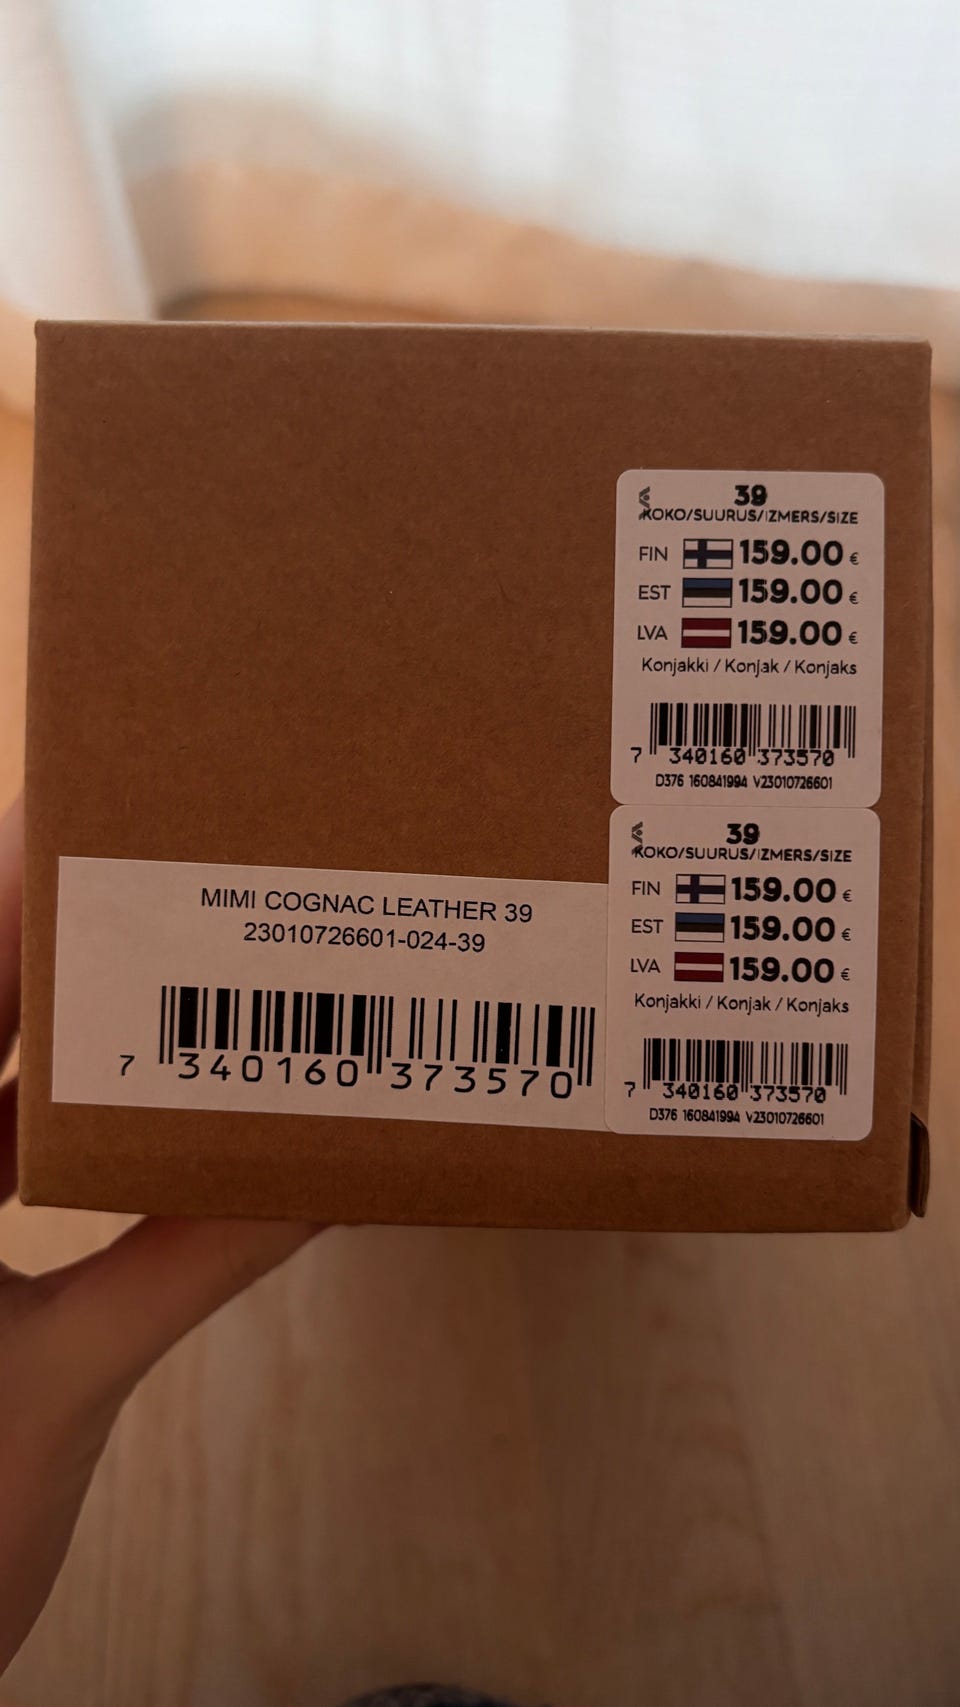 39
KOKO/SUURUS/IZMERS/SIZE
FIN 159.00 €
EST 159.00 €
LVA 159.00 €
Konjakki / Konjak / Konjaks
7 340160 373570
D376 160841994 V23010726601
39
KOKO/SUURUS/IZMERS/SIZE
FIN 159.00 €
EST 159.00 €
LVA 159.00 €
Konjakki / Konjak / Konjaks
7 340160 373570
D376 160841994 V23010726601
MIMI COGNAC LEATHER 39
23010726601-024-39
7 340160 373570